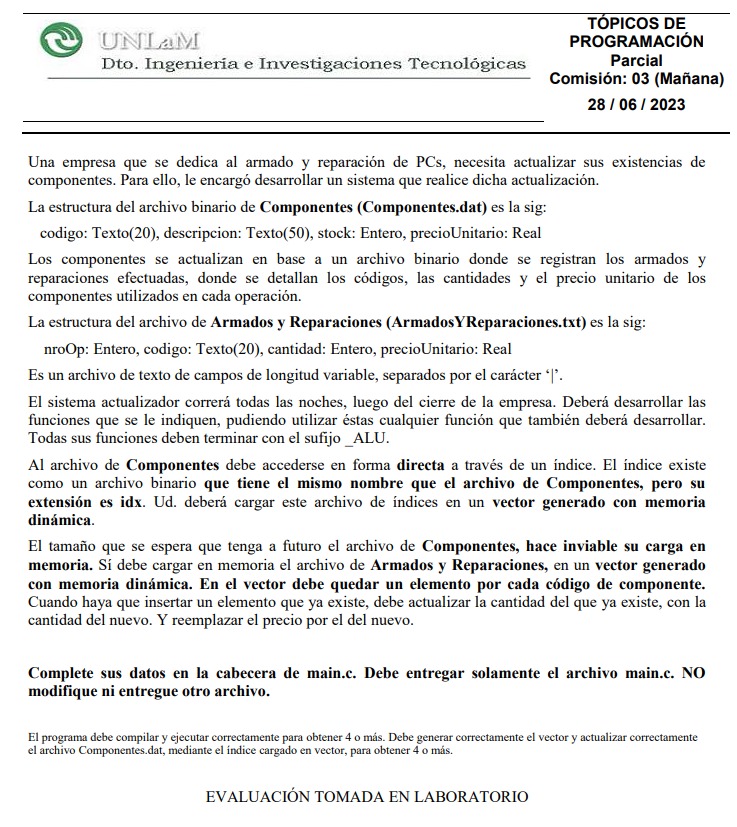 UNLaM
Dto. Ingeniería e Investigaciones Tecnológicas
TÓPICOS DE
PROGRAMACIÓN
Parcial
Comisión: 03 (Mañana)
28 / 06 / 2023
Una empresa que se dedica al armado y reparación de PCs, necesita actualizar sus existencias de
componentes. Para ello, le encargó desarrollar un sistema que realice dicha actualización.
La estructura del archivo binario de Componentes (Componentes.dat) es la sig:
codigo: Texto(20), descripcion: Texto(50), stock: Entero, precioUnitario: Real
Los componentes se actualizan en base a un archivo binario donde se registran los armados y
reparaciones efectuadas, donde se detallan los códigos, las cantidades y el precio unitario de los
componentes utilizados en cada operación.
La estructura del archivo de Armados y Reparaciones (ArmadosYReparaciones.txt) es la sig:
nroOp: Entero, codigo: Texto(20), cantidad: Entero, precioUnitario: Real
Es un archivo de texto de campos de longitud variable, separados por el carácter ‘|’.
El sistema actualizador correrá todas las noches, luego del cierre de la empresa. Deberá desarrollar las
funciones que se le indiquen, pudiendo utilizar éstas cualquier función que también deberá desarrollar.
Todas sus funciones deben terminar con el sufijo _ALU.
Al archivo de Componentes debe accederse en forma directa a través de un índice. El índice existe
como un archivo binario que tiene el mismo nombre que el archivo de Componentes, pero su
extensión es idx. Ud. deberá cargar este archivo de índices en un vector generado con memoria
dinámica.
El tamaño que se espera que tenga a futuro el archivo de Componentes, hace inviable su carga en
memoria. Sí debe cargar en memoria el archivo de Armados y Reparaciones, en un vector generado
con memoria dinámica. En el vector debe quedar un elemento por cada código de componente.
Cuando haya que insertar un elemento que ya existe, debe actualizar la cantidad del que ya existe, con la
cantidad del nuevo. Y reemplazar el precio por el del nuevo.
Complete sus datos en la cabecera de main.c. Debe entregar solamente el archivo main.c. NO
modifique ni entregue otro archivo.
El programa debe compilar y ejecutar correctamente para obtener 4 o más. Debe generar correctamente el vector y actualizar correctamente
el archivo Componentes.dat, mediante el índice cargado en vector, para obtener 4 o más.
EVALUACIÓN TOMADA EN LABORATORIO